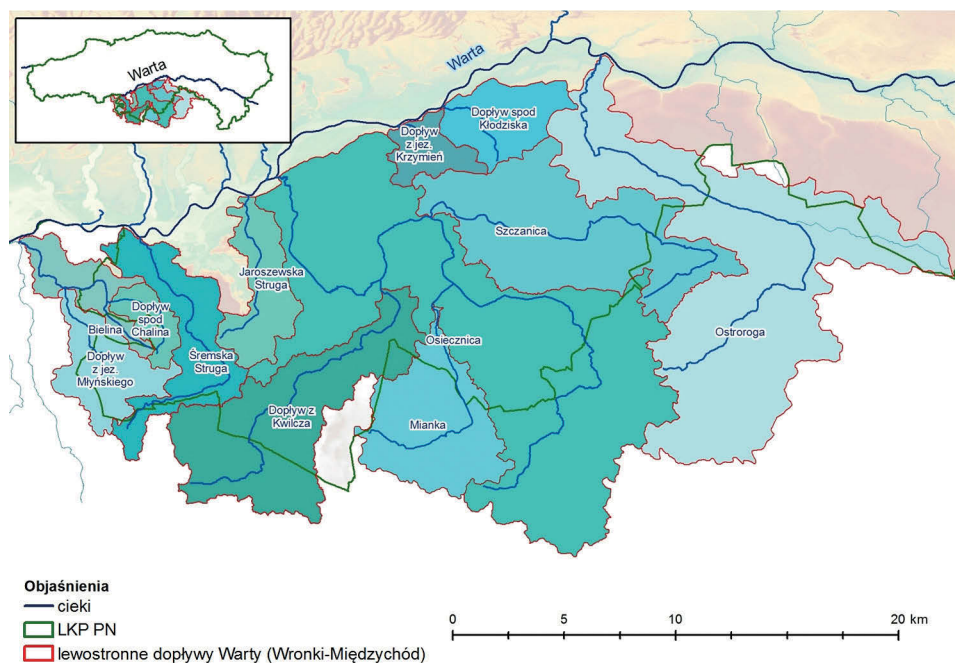 Warta
Warta
Dopływ spod
Kłodziska
Dopływ
z jez.
Krzymień
Szczanica
Jaroszewska
Struga
Dopływ
spod
Chalina
Bielina
Ostroroga
Osiecznica
Śremska
Struga
Dopływ
z jez.
Młyńskiego
Dopływ z
Kwilcza
Mianka
Objaśnienia
cieki
LKP PN
lewostronne dopływy Warty (Wronki-Międzychód)
0 5 10 20 km